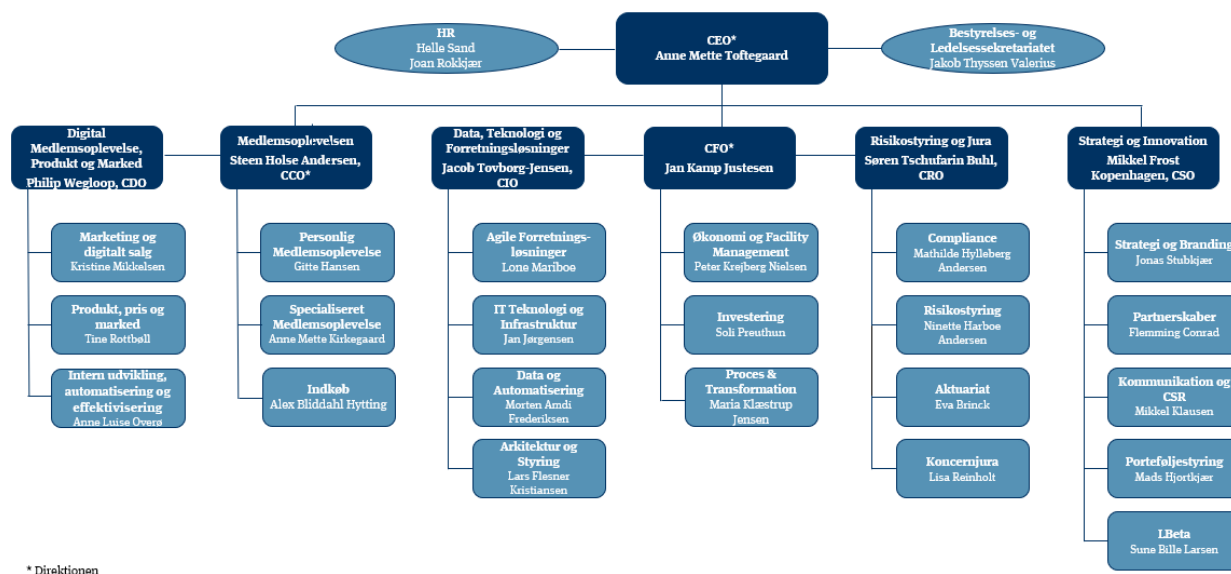 HR
Helle Sand
Joan Rokkjær
CEO*
Anne Mette Toftegaard
Bestyrelses- og
Ledelsessekretariatet
Jakob Thyssen Valerius
Digital
Medlemsoplevelse,
Produkt og Marked
Philip Wegloop, CDO
Marketing og
digitalt salg
Kristine Mikkelsen
Produkt, pris og
marked
Tine Rottbøll
Intern udvikling,
automatisering og
effektivisering
Anne Luise Overø
Medlemsoplevelsen
Steen Holse Andersen,
CCO*
Personlig
Medlemsoplevelse
Gitte Hansen
Specialiseret
Medlemsoplevelse
Anne Mette Kirkegaard
Indkøb
Alex Bliddahl Hytting
Data, Teknologi og
Forretningsløsninger
Jacob Tovborg-Jensen,
CIO
Agile Forretnings-
løsninger
Lone Mariboe
IT Teknologi og
Infrastruktur
Jan Jørgensen
Data og
Automatisering
Morten Amdi
Frederiksen
Arkitektur og
Styring
Lars Flesner
Kristiansen
CFO*
Jan Kamp Justesen
Økonomi og Facility
Management
Peter Krejberg Nielsen
Investering
Soli Preuthun
Proces &
Transformation
Maria Klæstrup
Jensen
Risikostyring og Jura
Søren Tschufarin Buhl,
CRO
Compliance
Mathilde Hylleberg
Andersen
Risikostyring
Ninette Harboe
Andersen
Aktuariat
Eva Brinck
Koncernjura
Lisa Reinholt
Strategi og Innovation
Mikkel Frost
Kopenhagen, CSO
Strategi og Branding
Jonas Stubkjær
Partnerskaber
Flemming Conrad
Kommunikation og
CSR
Mikkel Klausen
Porteføljestyring
Mads Hjortkjær
LBeta
Sune Bille Larsen
* Direktionen